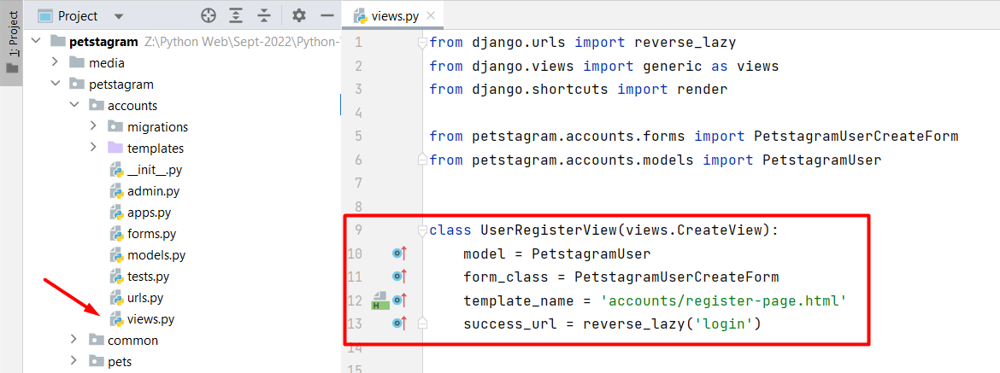 1: Project
Project
petstagram Z:\Python Web\Sept-2022\Python-
media
petstagram
accounts
migrations
templates
__init__.py
admin.py
apps.py
forms.py
models.py
tests.py
urls.py
views.py
common
pets
views.py
1 from django.urls import reverse_lazy
2 from django.views import generic as views
3 from django.shortcuts import render
4
5 from petstagram.accounts.forms import PetstagramUserCreateForm
6 from petstagram.accounts.models import PetstagramUser
7
8
9 class UserRegisterView(views.CreateView):
10 model = PetstagramUser
11 form_class = PetstagramUserCreateForm
12 H template_name = 'accounts/register-page.html'
13 success_url = reverse_lazy('login')
14
15